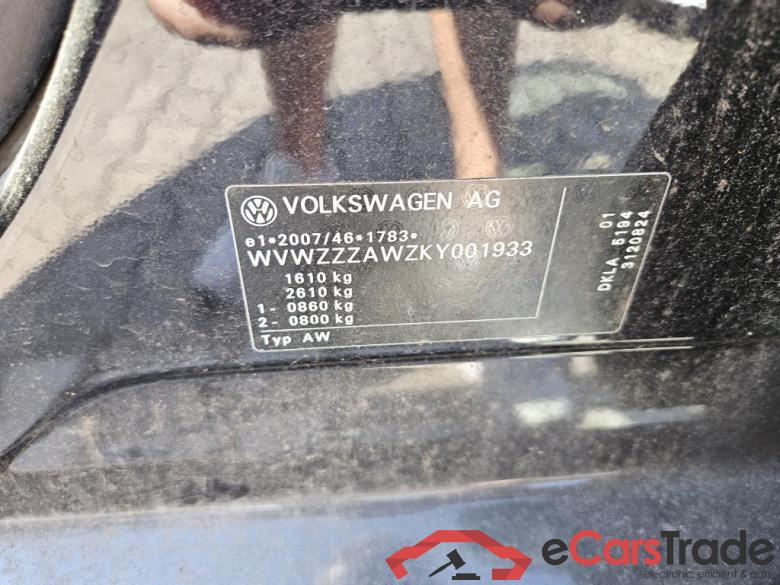 VOLKSWAGEN AG
e1*2007/46*1783*
WVWZZZAWZKY001933
1610 kg
2610 kg
1- 0860 kg
2- 0800 kg
Typ AW
01
DKLA 5194
3120824
eCarsTrade
electronic, efficient & easy